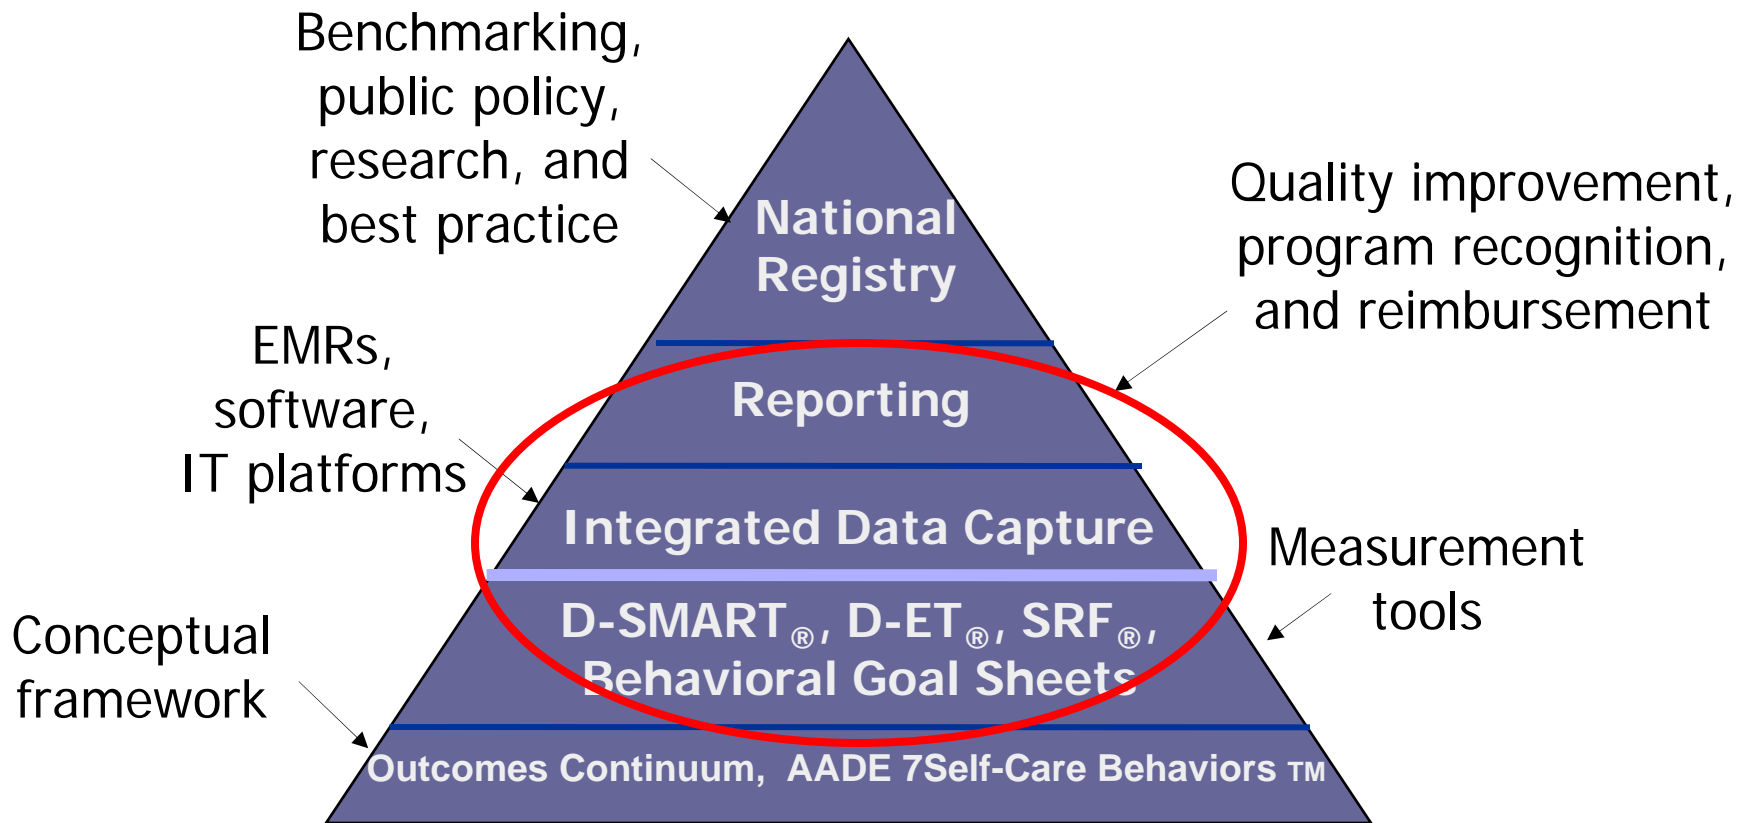 Benchmarking,
public policy,
research, and
best practice
National
Registry
Quality improvement,
program recognition,
and reimbursement
EMRs,
software,
IT platforms
Reporting
Integrated Data Capture
Measurement
tools
D-SMART®, D-ET®, SRF®,
Behavioral Goal Sheets
Conceptual
framework
Outcomes Continuum, AADE 7Self-Care Behaviors TM